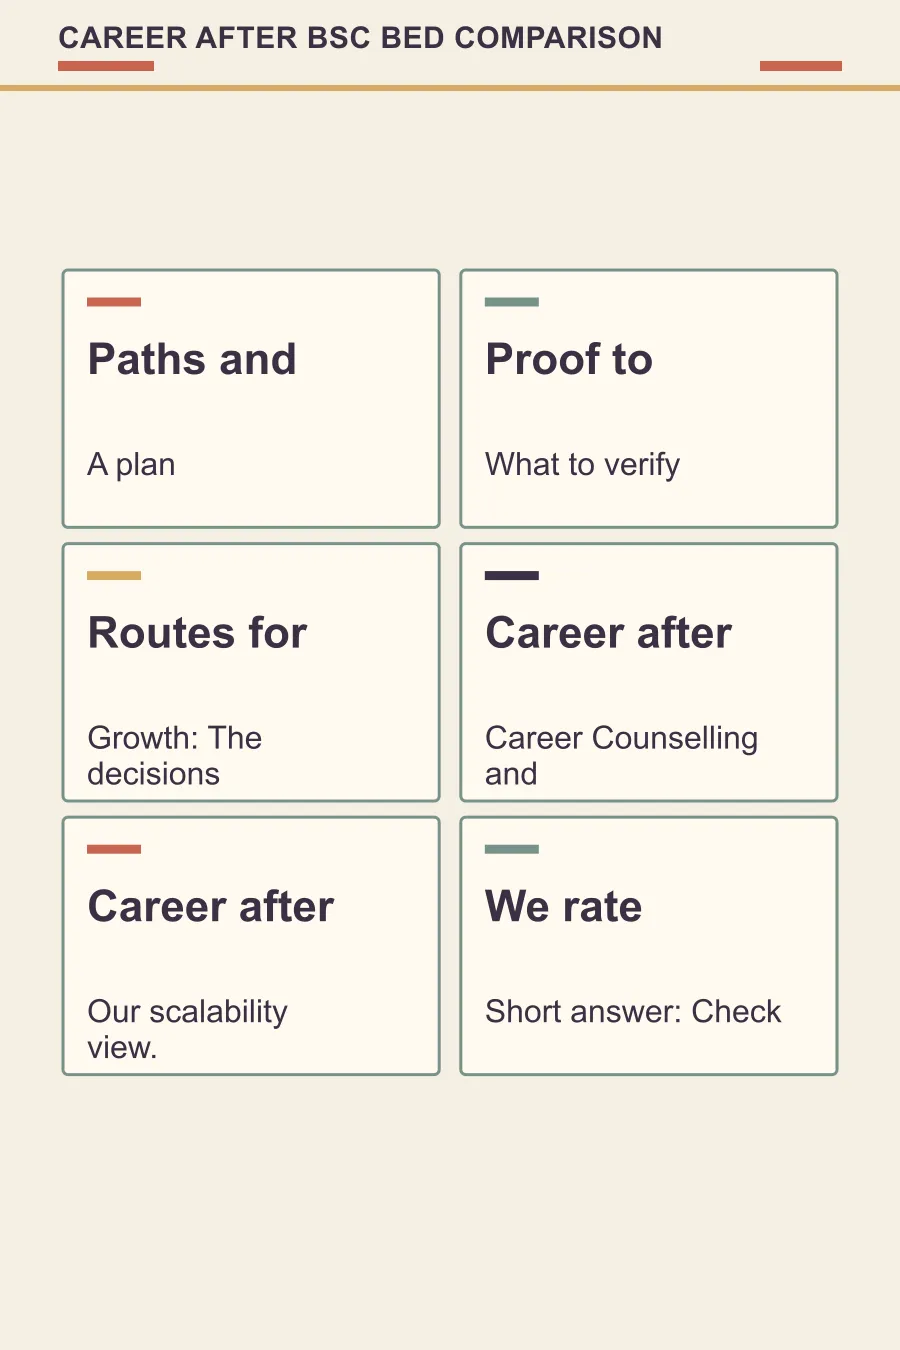 CAREER AFTER BSC BED COMPARISON
Paths and
A plan
Proof to
What to verify
Routes for
Growth: The
decisions
Career after
Career Counselling
and
Career after
Our scalability
view.
We rate
Short answer: Check